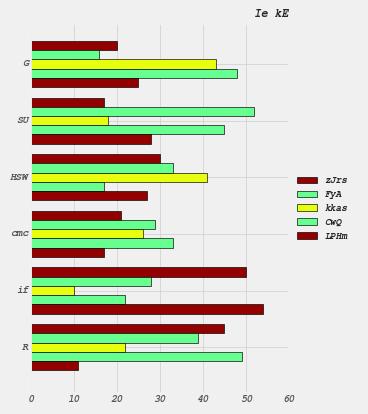 Ie kE
G
SU
HSW
cmc
if
R
zJrs
FyA
kkas
CwQ
LPHm
0 10 20 30 40 50 60